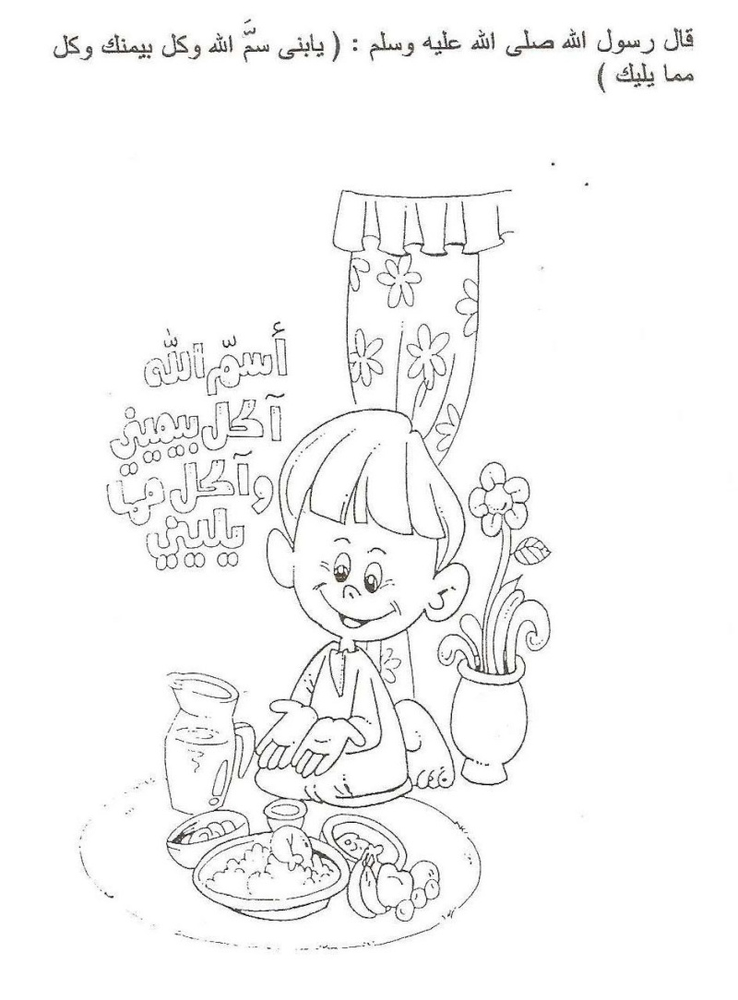 قال رسول الله صلى الله عليه وسلم : ( يابنى سمَّ الله وكل بيمنك وكل
مما يليك )
أسمّ الله
آكل بيميني
وآكل مما
يليني